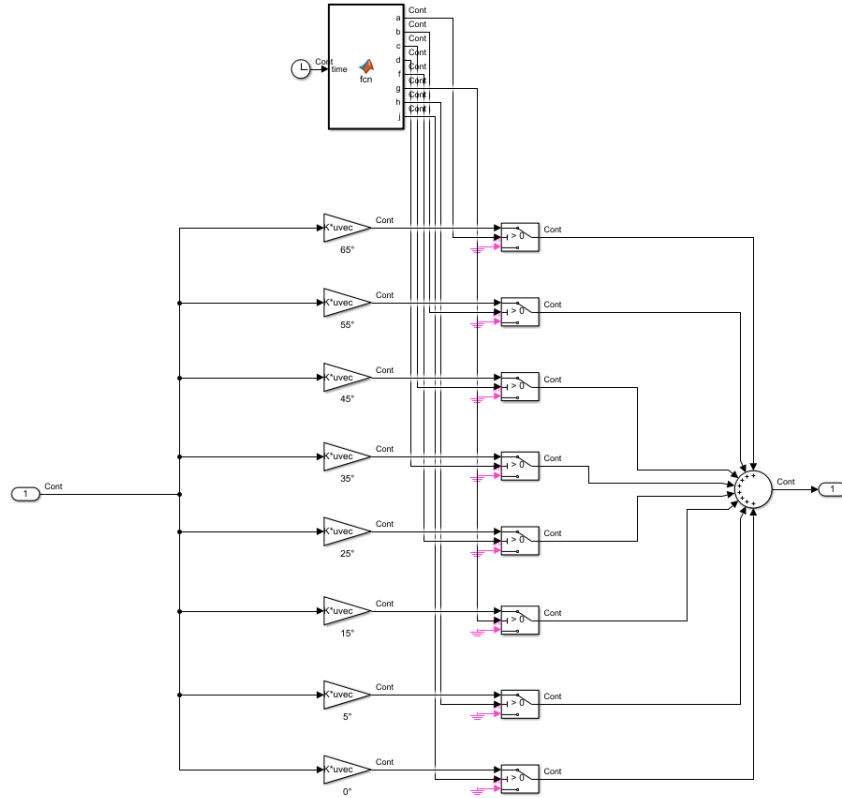 a Cont
b Cont
c Cont
d Cont
f Cont
g Cont
h Cont
j Cont
Cont
time
fcn
K*uvec Cont
> 0 Cont
65°
K*uvec Cont
> 0 Cont
55°
K*uvec Cont
> 0 Cont
45°
K*uvec Cont
> 0 Cont
35°
1 Cont
Cont 1
K*uvec Cont
> 0 Cont
25°
K*uvec Cont
> 0 Cont
15°
K*uvec Cont
> 0 Cont
5°
K*uvec Cont
> 0 Cont
0°